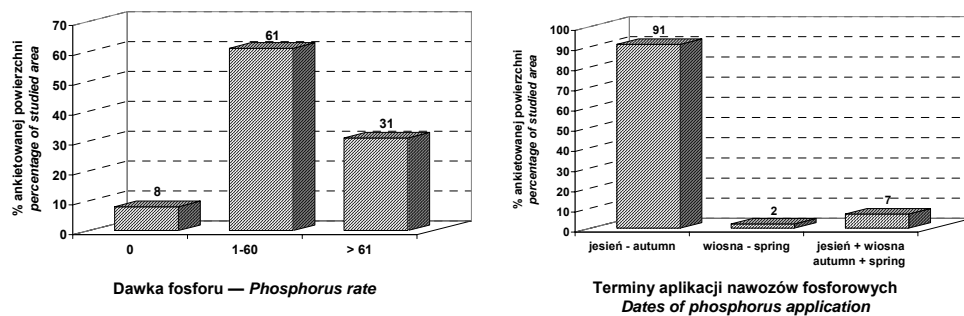 % ankietowanej powierzchni
percentage of studied area
70
60
50
40
30
20
10
0
8
61
31
0
1-60
> 61
Dawka fosforu — Phosphorus rate
% ankietowanej powierzchni
percentage of studied area
100
90
80
70
60
50
40
30
20
10
0
91
2
7
jesień - autumn
wiosna - spring
jesień + wiosna
autumn + spring
Terminy aplikacji nawozów fosforowych
Dates of phosphorus application